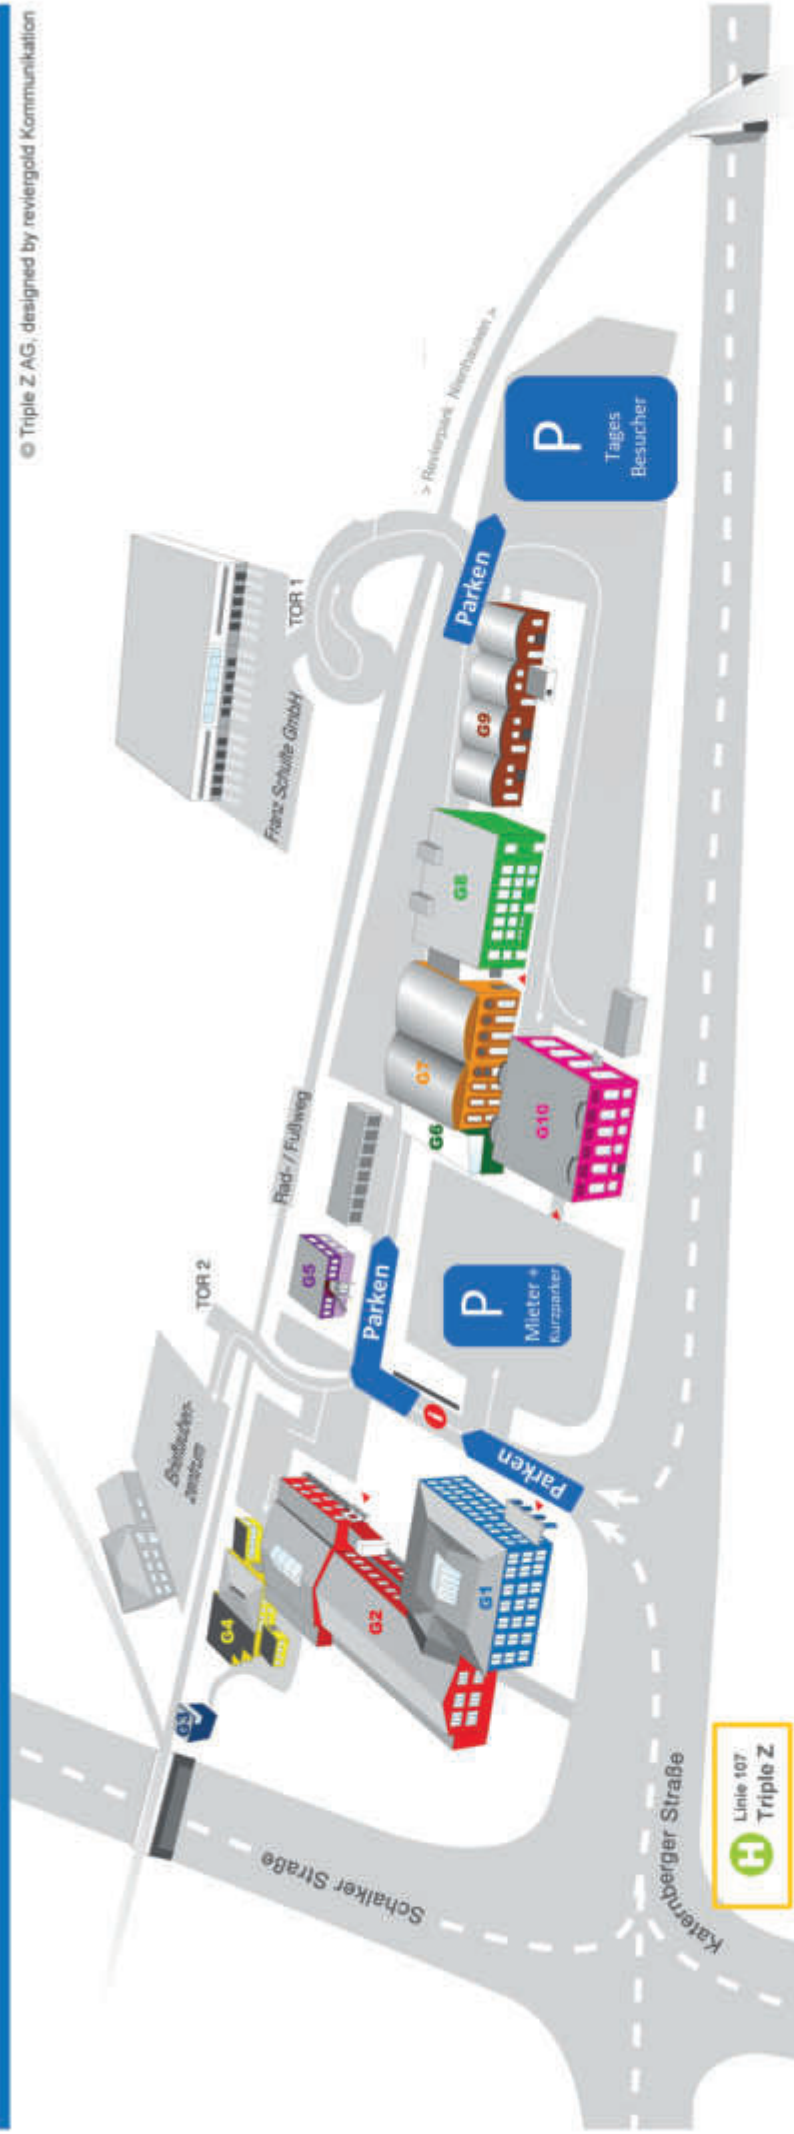 © Triple Z AG, designed by reviergold Kommunikation
Franz Schulte GmbH
TOR 1
> Revierpark Nienhausen >
Brieftauben-
zentrum
TOR 2
Rad- / Fußweg
G3
G4
G5
G2
G1
G6
G7
G8
G9
G10
Parken
Parken
Parken
i
P
Mieter +
Kurzparker
P
Tages
Besucher
Schalker Straße
Katernberger Straße
H
Linie 107
Triple Z